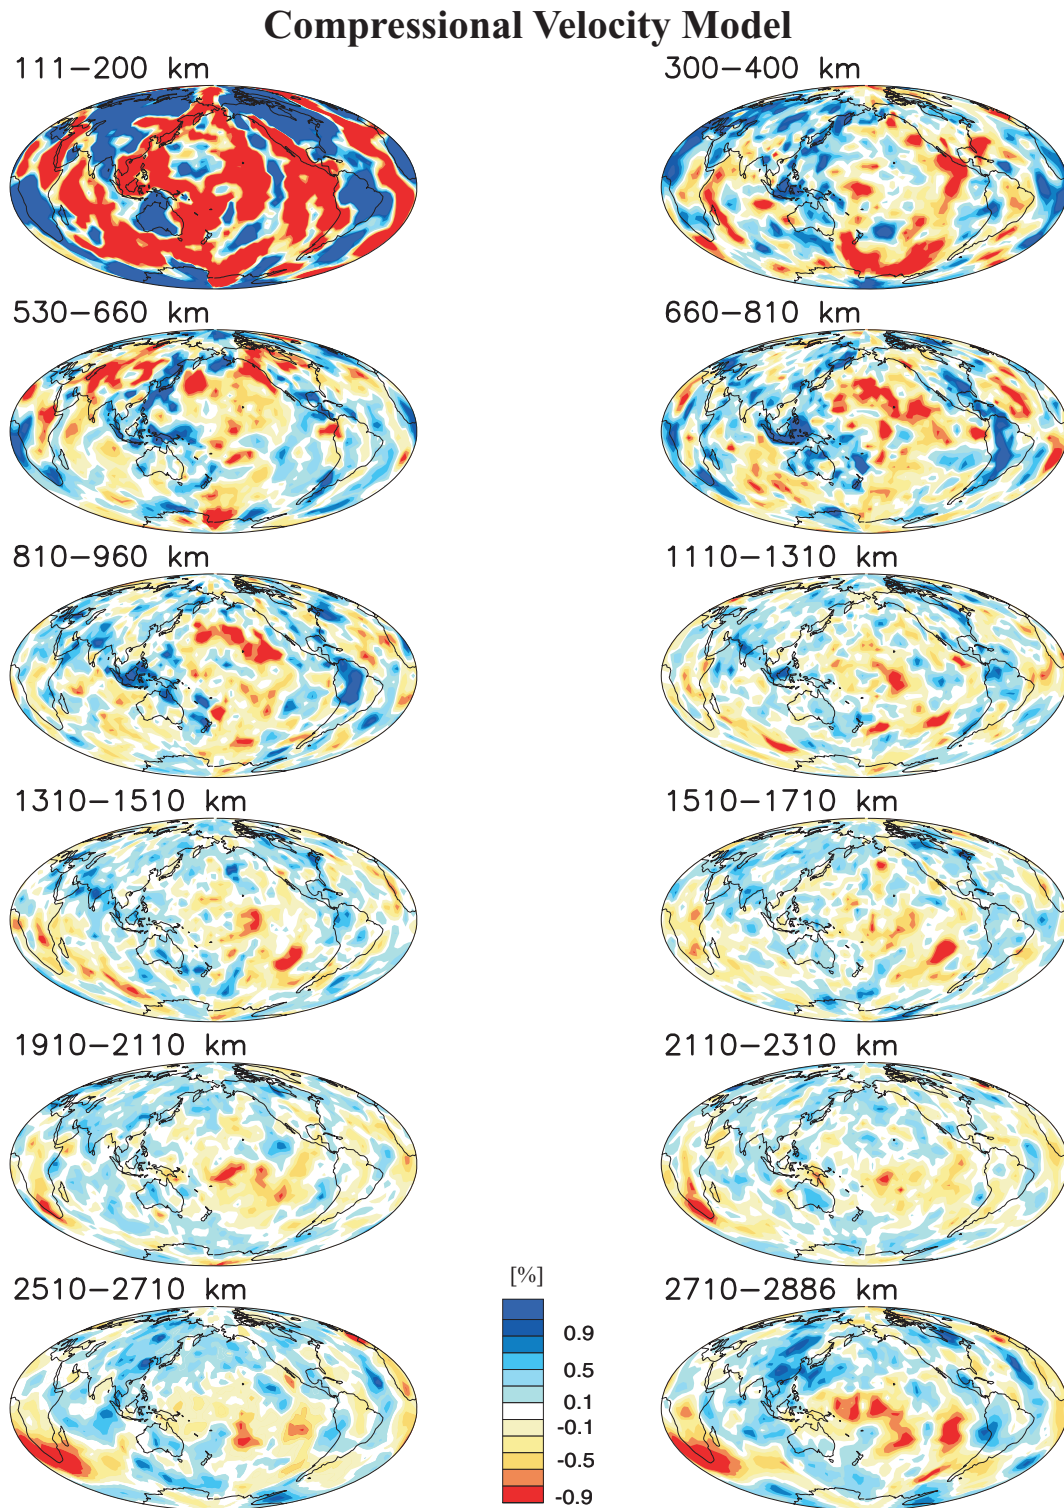 Compressional Velocity Model
111-200 km
300-400 km
530-660 km
660-810 km
810-960 km
1110-1310 km
1310-1510 km
1510-1710 km
1910-2110 km
2110-2310 km
2510-2710 km
2710-2886 km
[%]
0.9
0.5
0.1
-0.1
-0.5
-0.9